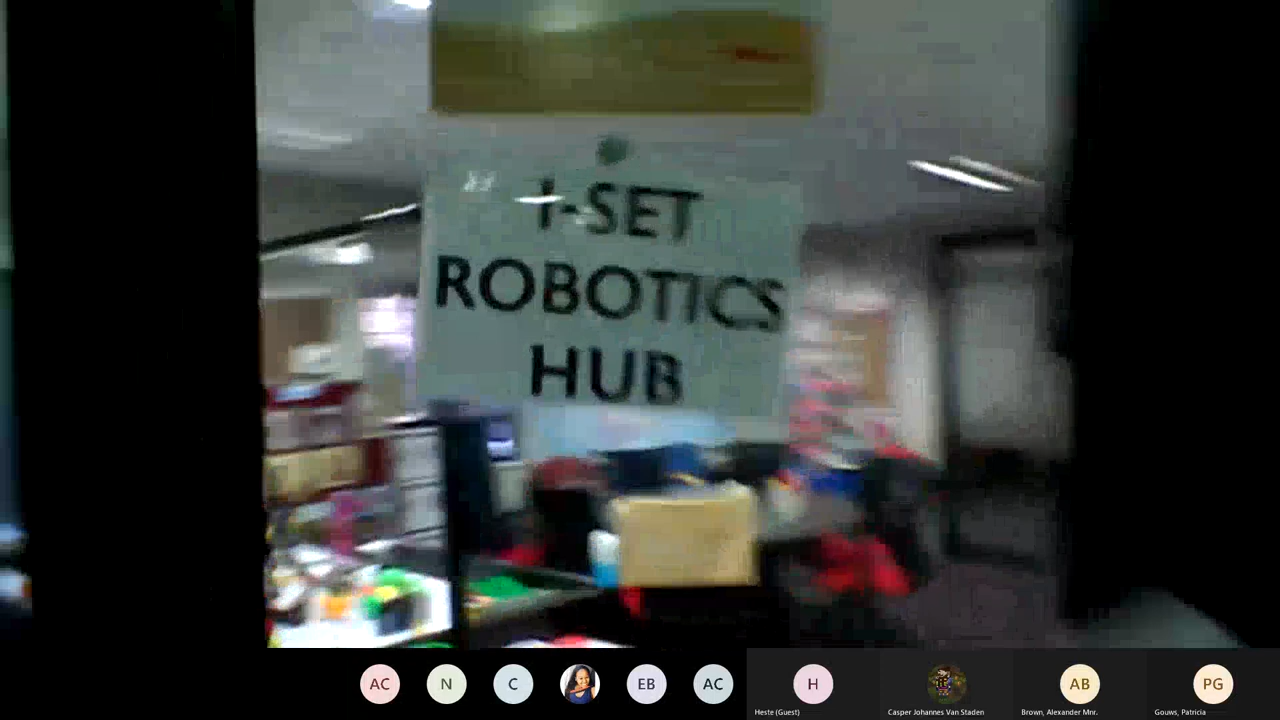 I-SET
ROBOTICS
HUB
AC
N
C
EB
AC
H
AB
PG
Heste (Guest)
Casper Johannes Van Staden
Brown, Alexander Mnr.
Gouws, Patricia